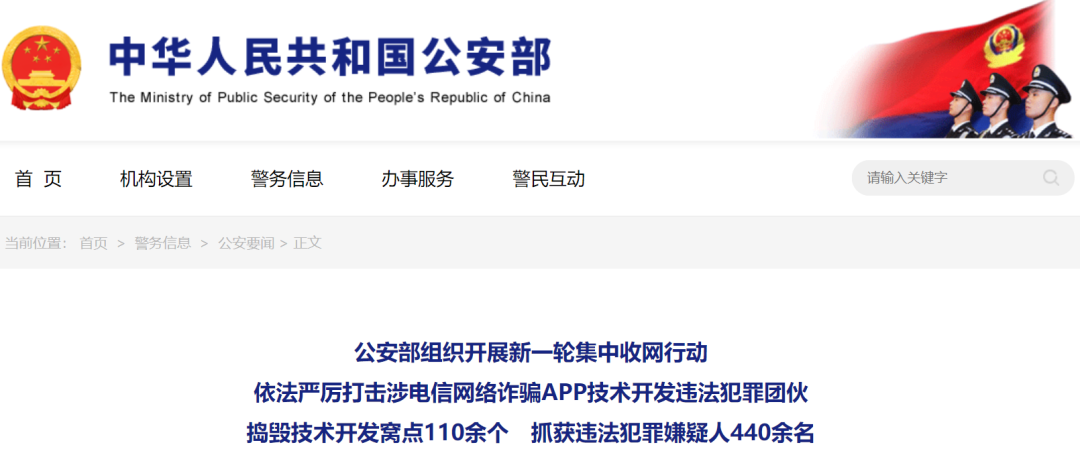 中华人民共和国公安部
The Ministry of Public Security of the People's Republic of China
首 页 机构设置 警务信息 办事服务 警民互动 请输入关键字
当前位置： 首页 > 警务信息 > 公安要闻 > 正文
公安部组织开展新一轮集中收网行动
依法严厉打击涉电信网络诈骗APP技术开发违法犯罪团伙
捣毁技术开发窝点110余个 抓获违法犯罪嫌疑人440余名